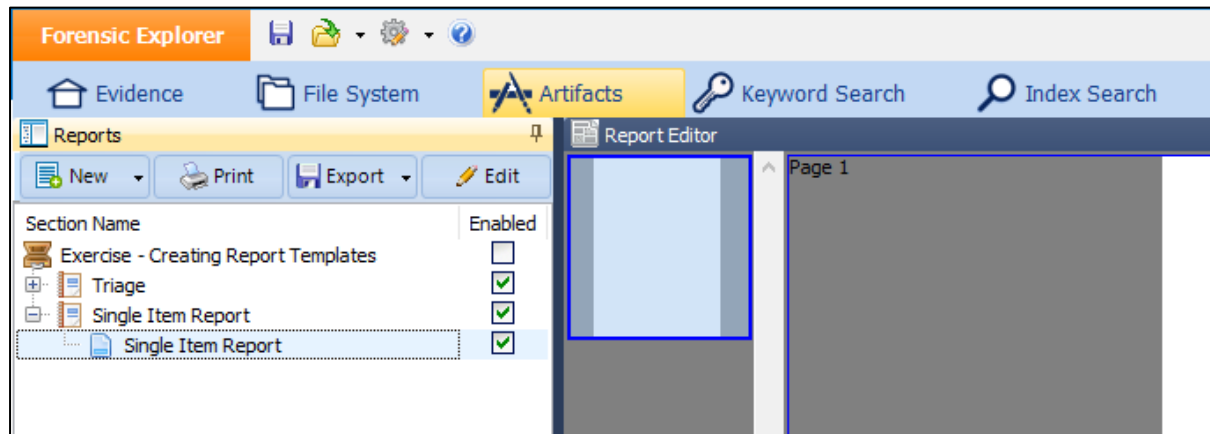 Forensic Explorer
Evidence File System Artifacts Keyword Search Index Search
Reports
New Print Export Edit
Section Name Enabled
Exercise - Creating Report Templates
Triage
Single Item Report
Single Item Report
Report Editor
Page 1